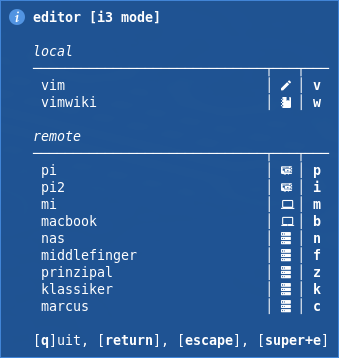 editor [i3 mode]
local
vim | | v
vimwiki | | w
remote
pi | | p
pi2 | | i
mi | | m
macbook | | b
nas | | n
middlefinger | | f
prinzipal | | z
klassiker | | k
marcus | | c
[q]uit, [return], [escape], [super+e]